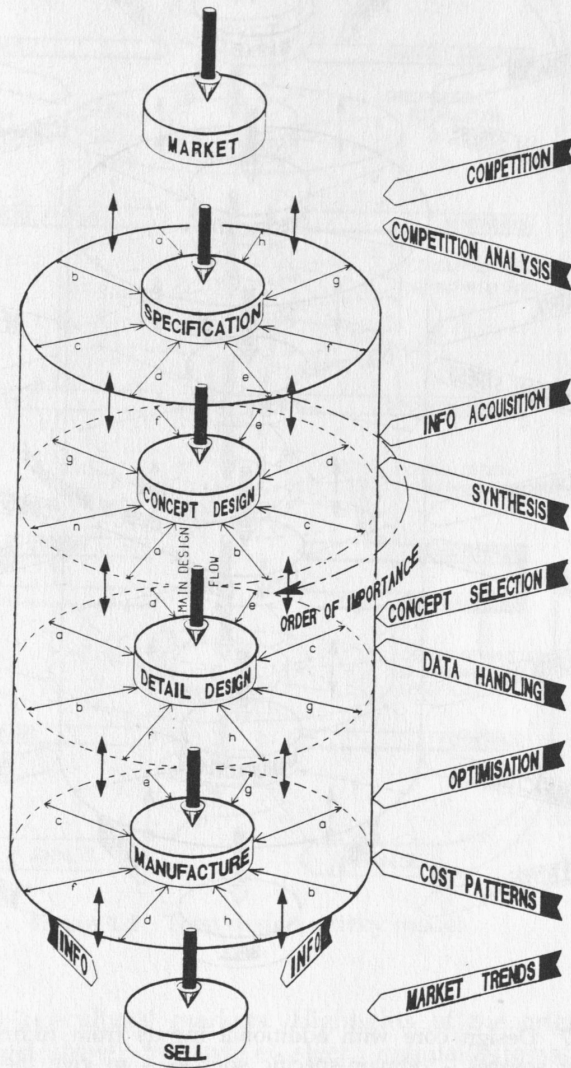 MARKET
COMPETITION
COMPETITION ANALYSIS
a
h
b
g
SPECIFICATION
c
f
d
e
INFO ACQUISITION
f
e
g
d
SYNTHESIS
CONCEPT DESIGN
n
c
a
b
MAIN DESIGN
FLOW
ORDER OF IMPORTANCE
CONCEPT SELECTION
a
e
a
c
DATA HANDLING
DETAIL DESIGN
b
g
f
h
OPTIMISATION
e
g
c
a
MANUFACTURE
COST PATTERNS
f
b
d
h
INFO
INFO
MARKET TRENDS
SELL